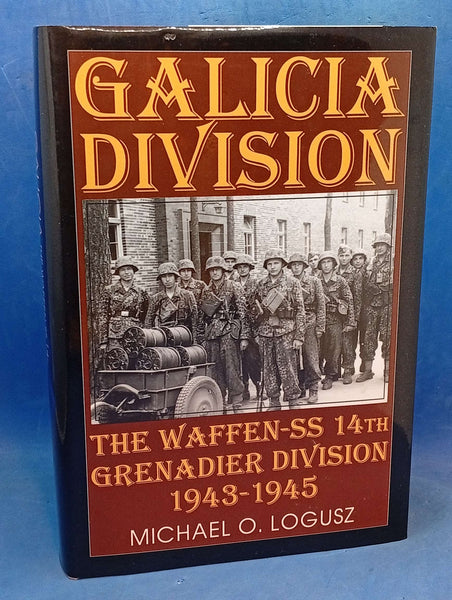 GALICIA
DIVISION
THE WAFFEN-SS 14TH
GRENADIER DIVISION
1943-1945
MICHAEL O. LOGUSZ